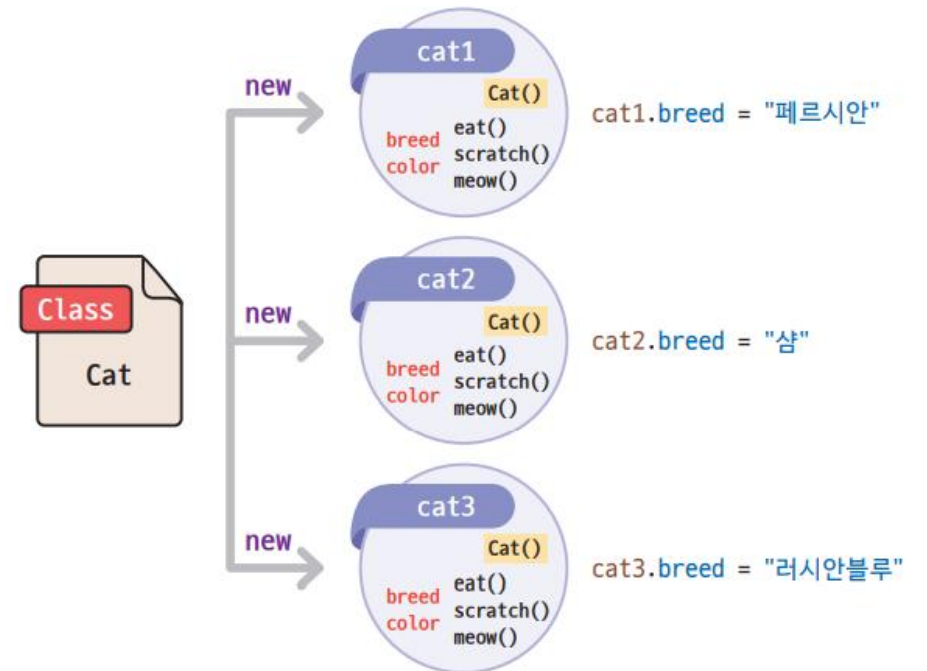 Class
Cat
new
cat1
Cat()
breed
color
eat()
scratch()
meow()
cat1.breed = "페르시안"
new
cat2
Cat()
breed
color
eat()
scratch()
meow()
cat2.breed = "샴"
new
cat3
Cat()
breed
color
eat()
scratch()
meow()
cat3.breed = "러시안블루"